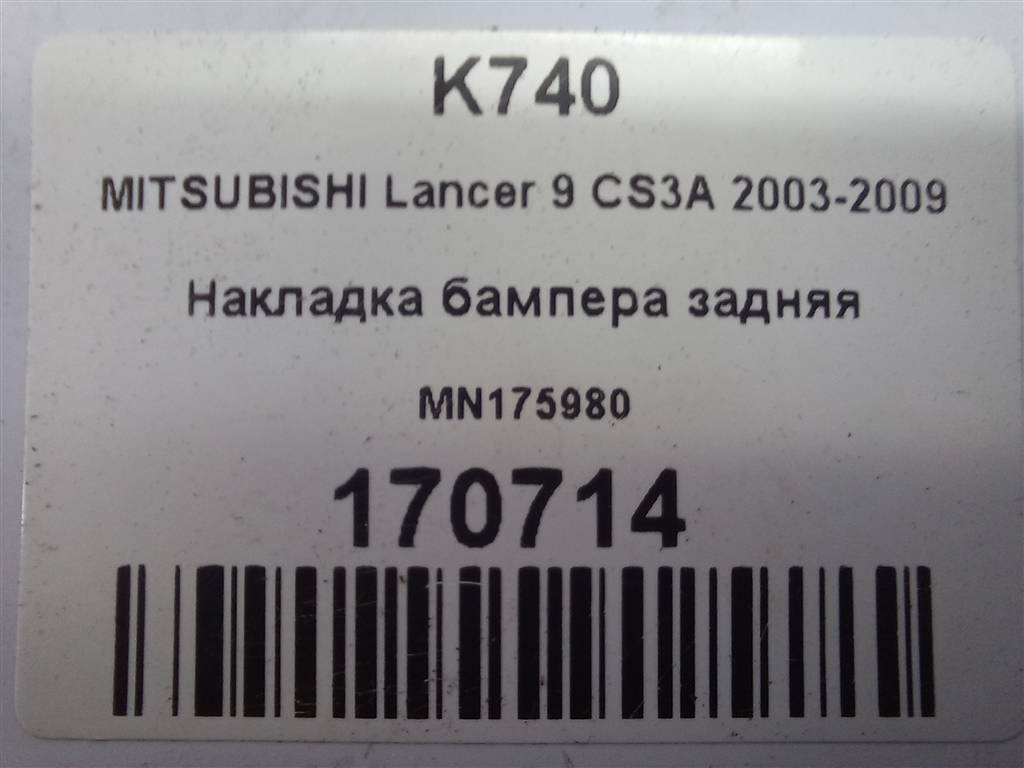 K740
MITSUBISHI Lancer 9 CS3A 2003-2009
Накладка бампера задняя
MN175980
170714